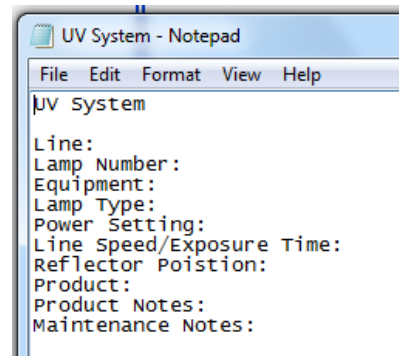 UV System - Notepad
File Edit Format View Help
UV System
Line:
Lamp Number:
Equipment:
Lamp Type:
Power Setting:
Line Speed/Exposure Time:
Reflector Poistion:
Product:
Product Notes:
Maintenance Notes: